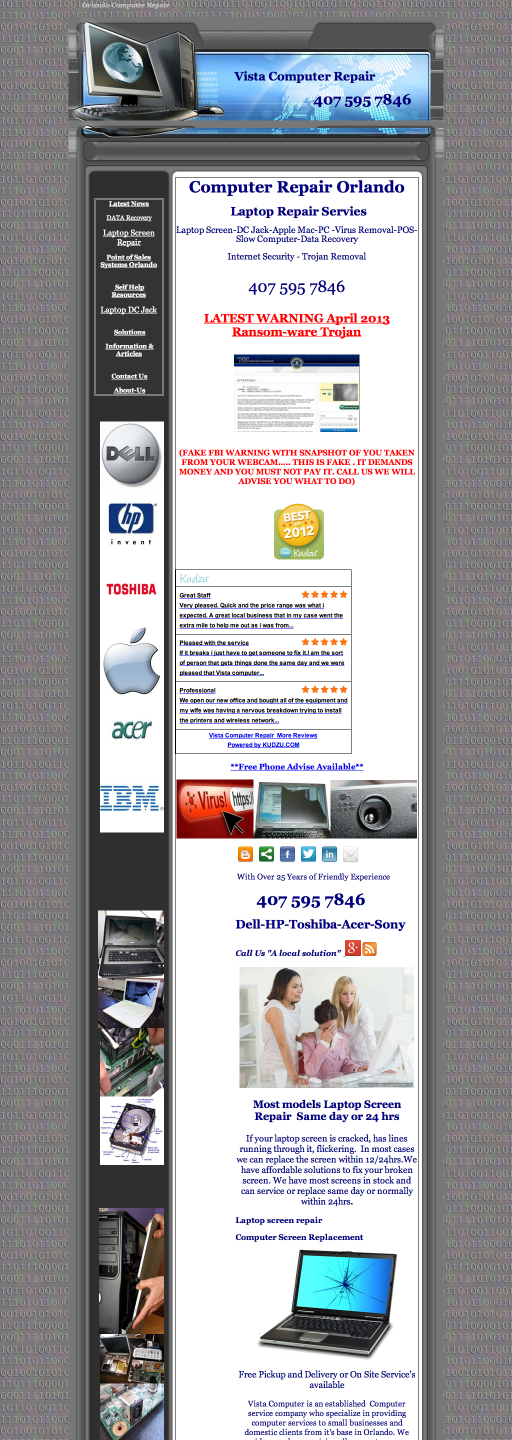 Orlando Computer Repair
Vista Computer Repair
407 595 7846
Latest News
DATA Recovery
Laptop Screen
Repair
Point of Sales
Systems Orlando
Self Help
Resources
Laptop DC Jack
Solutions
Information &
Articles
Contact Us
About-Us
DELL
hp
invent
TOSHIBA
acer
IBM
Computer Repair Orlando
Laptop Repair Servies
Laptop Screen-DC Jack-Apple Mac-PC -Virus Removal-POS-
Slow Computer-Data Recovery
Internet Security - Trojan Removal
407 595 7846
LATEST WARNING April 2013
Ransom-ware Trojan
(FAKE FBI WARNING WITH SNAPSHOT OF YOU TAKEN
FROM YOUR WEBCAM..... THIS IS FAKE . IT DEMANDS
MONEY AND YOU MUST NOT PAY IT. CALL US WE WILL
ADVISE YOU WHAT TO DO)
BEST
OF
2012
Kudzu
Kudzu
Great Staff
Very pleased. Quick and the price range was what i
expected. A great local business that in my case went the
extra mile to help me out as i was from...
Pleased with the service
If it breaks i just have to get someone to fix it.I am the sort
of person that gets things done the same day and we were
pleased that Vista computer...
Professional
We open our new office and bought all of the equipment and
my wife was having a nervous breakdown trying to install
the printers and wireless network...
Vista Computer Repair More Reviews
Powered by KUDZU.COM
**Free Phone Advise Available**
Virus!
https:/
With Over 25 Years of Friendly Experience
407 595 7846
Dell-HP-Toshiba-Acer-Sony
Call Us "A local solution"
Most models Laptop Screen
Repair Same day or 24 hrs
If your laptop screen is cracked, has lines
running through it, flickering. In most cases
we can replace the screen within 12/24hrs.We
have affordable solutions to fix your broken
screen. We have most screens in stock and
can service or replace same day or normally
within 24hrs.
Laptop screen repair
Computer Screen Replacement
Free Pickup and Delivery or On Site Service's
available
Vista Computer is an established Computer
service company who specialize in providing
computer services to small businesses and
domestic clients from it's base in Orlando. We